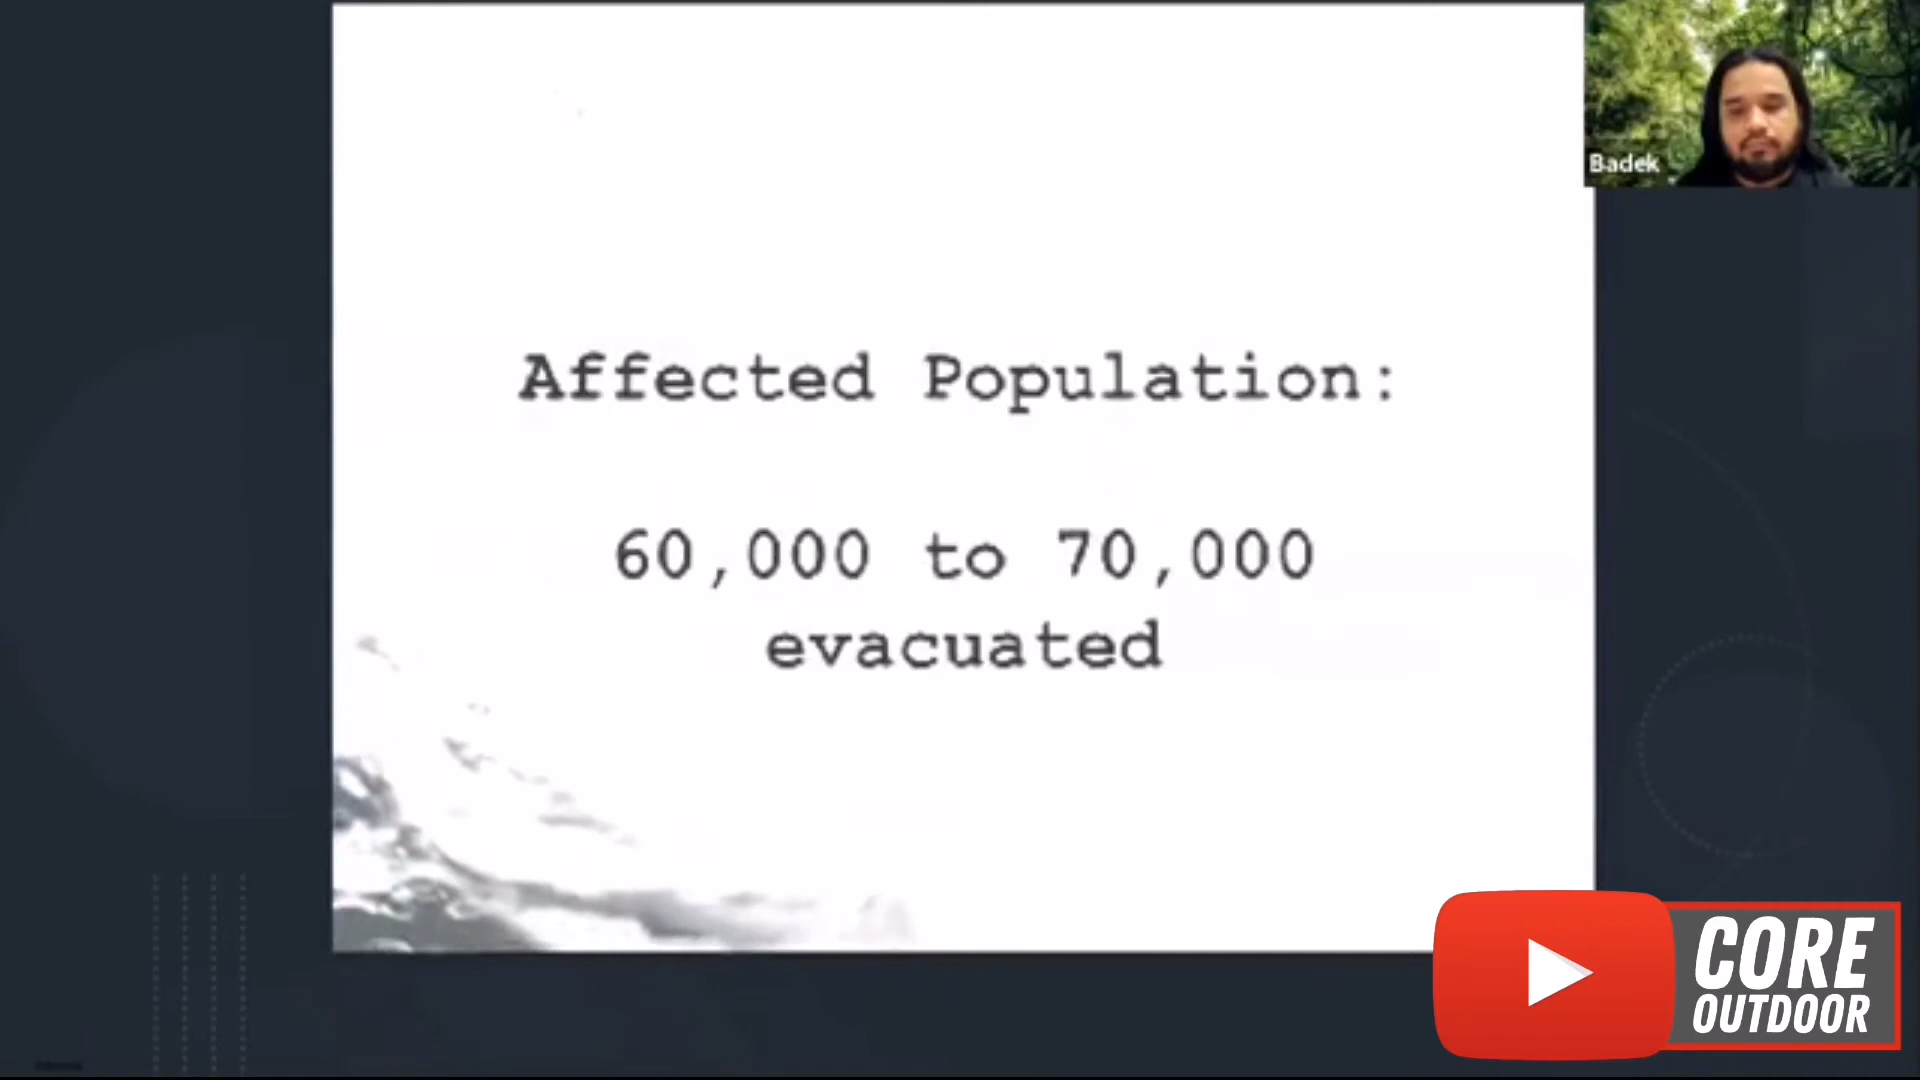 Badek
Affected Population:
60,000 to 70,000
evacuated
CORE
OUTDOOR